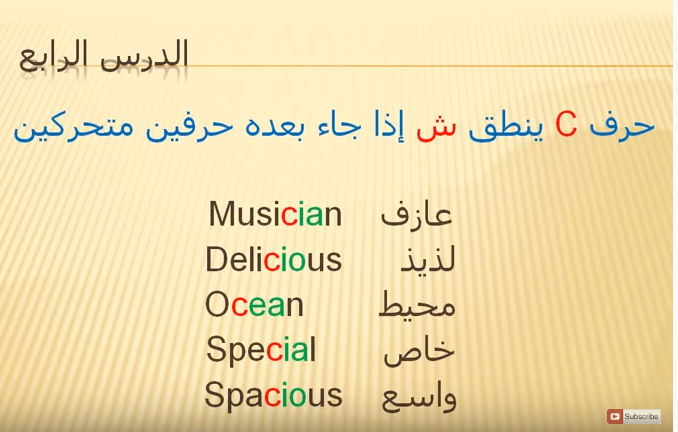 الدرس الرابع
حرف C ينطق ش إذا جاء بعده حرفين متحركين
Musician عازف
Delicious لذيذ
Ocean محيط
Special خاص
Spacious واسع
Subscribe